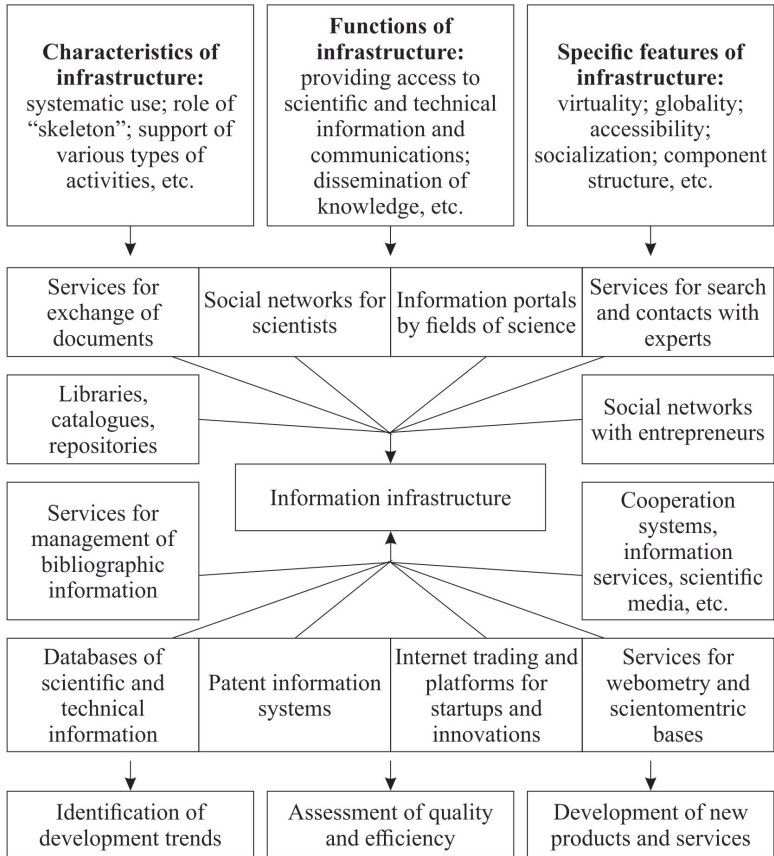 Characteristics of
infrastructure:
systematic use; role of
“skeleton”; support of
various types of
activities, etc.
Functions of
infrastructure:
providing access to
scientific and technical
information and
communications;
dissemination of
knowledge, etc.
Specific features of
infrastructure:
virtuality; globality;
accessibility;
socialization; component
structure, etc.
Services for
exchange of
documents
Social networks for
scientists
Information portals
by fields of science
Services for search
and contacts with
experts
Libraries,
catalogues,
repositories
Social networks
with entrepreneurs
Information infrastructure
Services for
management of
bibliographic
information
Cooperation
systems,
information
services, scientific
media, etc.
Databases of
scientific and
technical
information
Patent information
systems
Internet trading and
platforms for
startups and
innovations
Services for
webometry and
scientomentric
bases
Identification of
development trends
Assessment of quality
and efficiency
Development of new
products and services